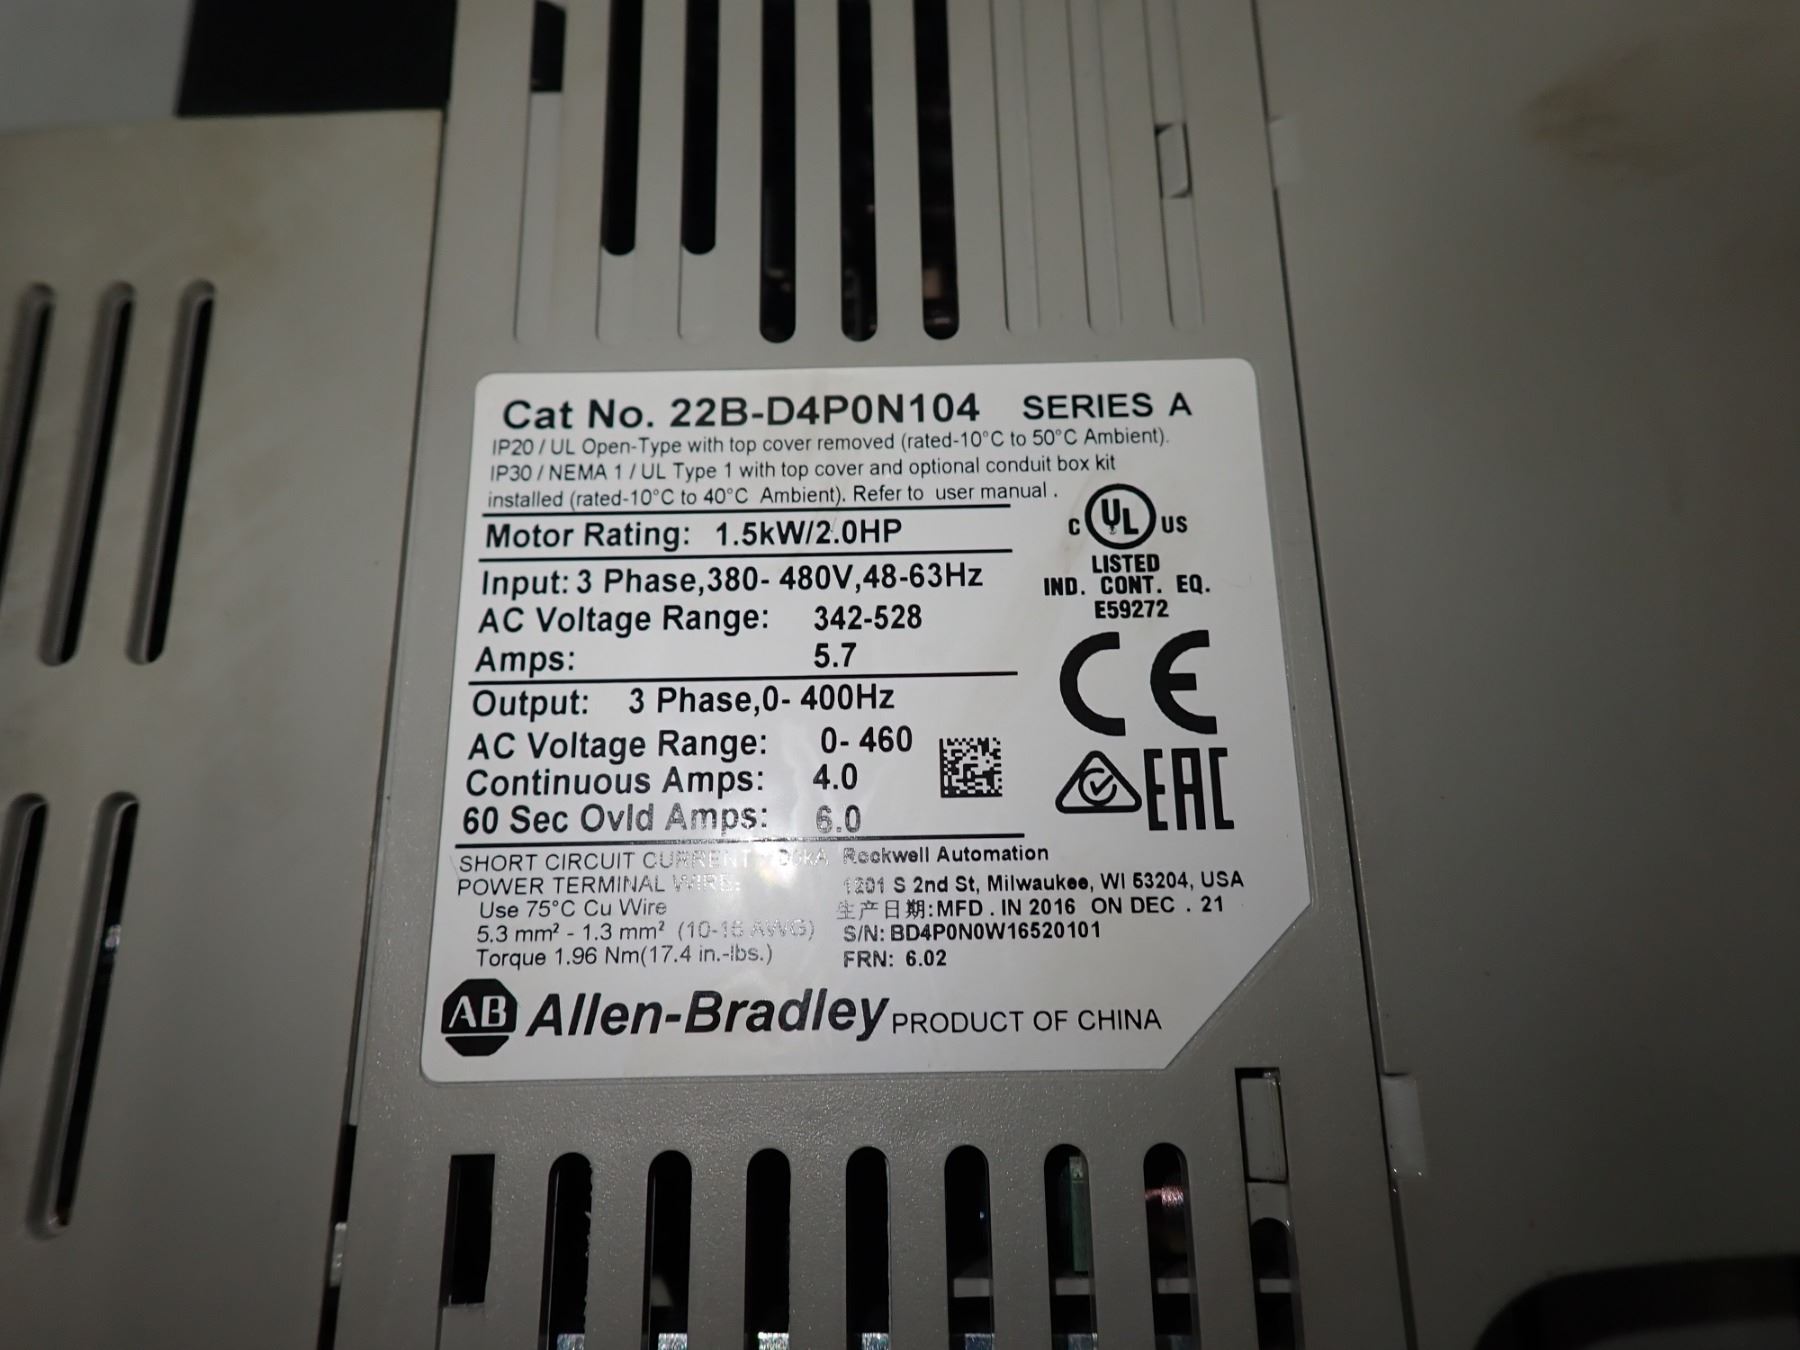 Cat No. 22B-D4P0N104 SERIES A
IP20 / UL Open-Type with top cover removed (rated-10°C to 50°C Ambient).
IP30 / NEMA 1 / UL Type 1 with top cover and optional conduit box kit
installed (rated-10°C to 40°C Ambient). Refer to user manual .
Motor Rating: 1.5kW/2.0HP
Input: 3 Phase,380- 480V,48-63Hz
AC Voltage Range: 342-528
Amps: 5.7
Output: 3 Phase,0- 400Hz
AC Voltage Range: 0- 460
Continuous Amps: 4.0
60 Sec Ovld Amps: 6.0
C UL US
LISTED
IND. CONT. EQ.
E59272
CE
EAC
SHORT CIRCUIT CURRENT
POWER TERMINAL WIRE:
Use 75°C Cu Wire
5.3 mm² - 1.3 mm² (10-16 AWG)
Torque 1.96 Nm(17.4 in.-lbs.)
Rockwell Automation
1201 S 2nd St, Milwaukee, WI 53204, USA
生产日期:MFD . IN 2016 ON DEC . 21
S/N: BD4P0N0W16520101
FRN: 6.02
AB Allen-Bradley PRODUCT OF CHINA